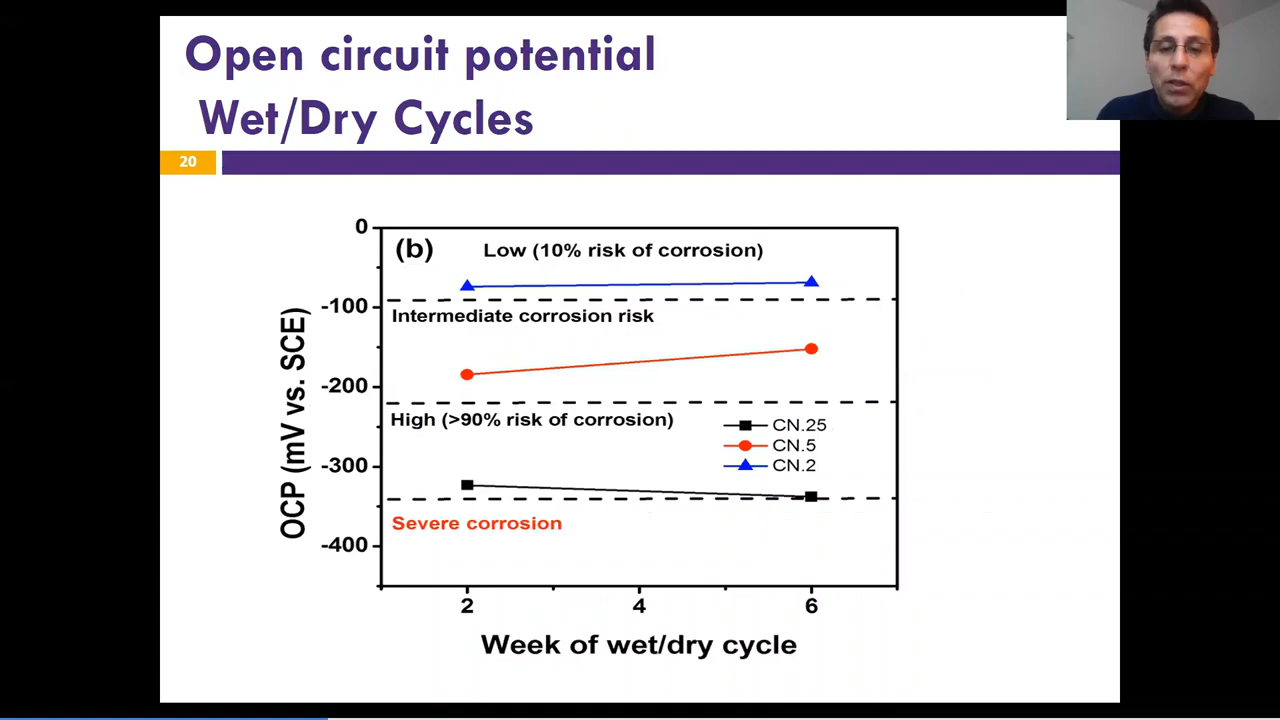 Open circuit potential
Wet/Dry Cycles
20
0
(b)
Low (10% risk of corrosion)
-100
Intermediate corrosion risk
-200
High (>90% risk of corrosion)
CN.25
CN.5
CN.2
-300
Severe corrosion
-400
OCP (mV vs. SCE)
2
4
6
Week of wet/dry cycle